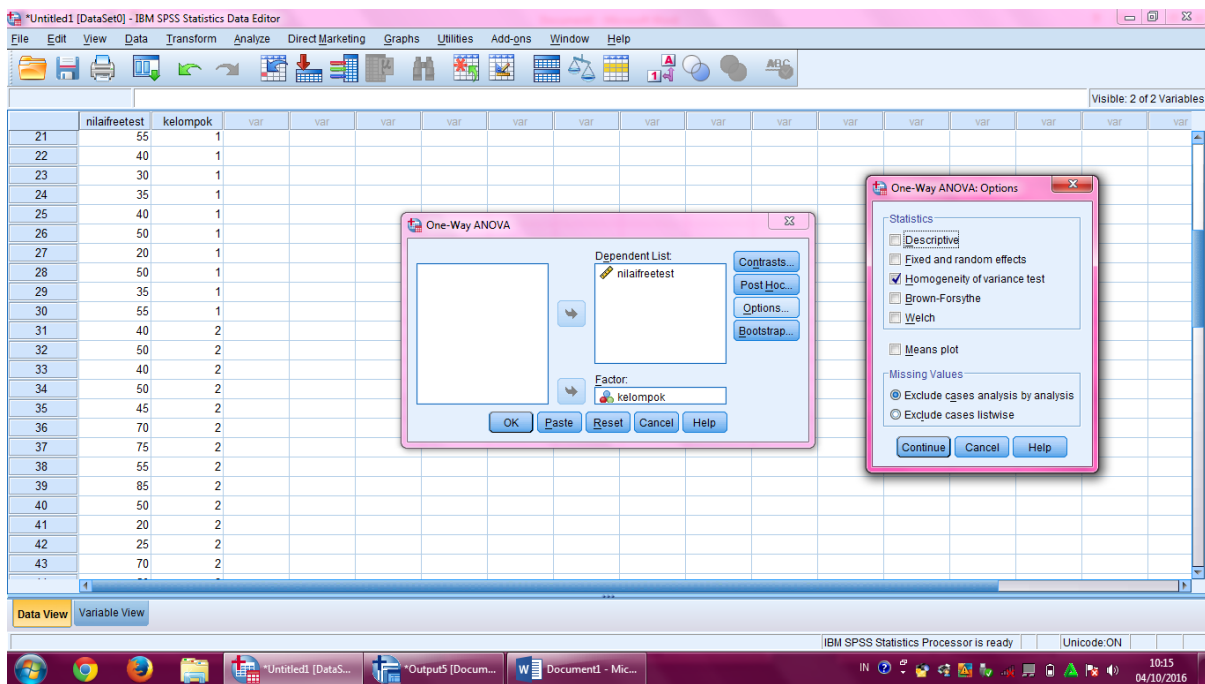 *Untitled1 [DataSet0] - IBM SPSS Statistics Data Editor
File Edit View Data Transform Analyze Direct Marketing Graphs Utilities Add-ons Window Help
Visible: 2 of 2 Variables
nilaifreetest kelompok var var var var var var var var var var var var var var
21 55 1
22 40 1
23 30 1
24 35 1
25 40 1
26 50 1
27 20 1
28 50 1
29 35 1
30 55 1
31 40 2
32 50 2
33 40 2
34 50 2
35 45 2
36 70 2
37 75 2
38 55 2
39 85 2
40 50 2
41 20 2
42 25 2
43 70 2
One-Way ANOVA
Dependent List:
nilaifreetest
Factor:
kelompok
Contrasts...
Post Hoc...
Options...
Bootstrap...
OK Paste Reset Cancel Help
One-Way ANOVA: Options
Statistics
Descriptive
Fixed and random effects
Homogeneity of variance test
Brown-Forsythe
Welch
Means plot
Missing Values
Exclude cases analysis by analysis
Exclude cases listwise
Continue Cancel Help
Data View Variable View
IBM SPSS Statistics Processor is ready Unicode:ON
*Untitled1 [DataS... *Output5 [Docum... Document1 - Mic... IN 10:15
04/10/2016